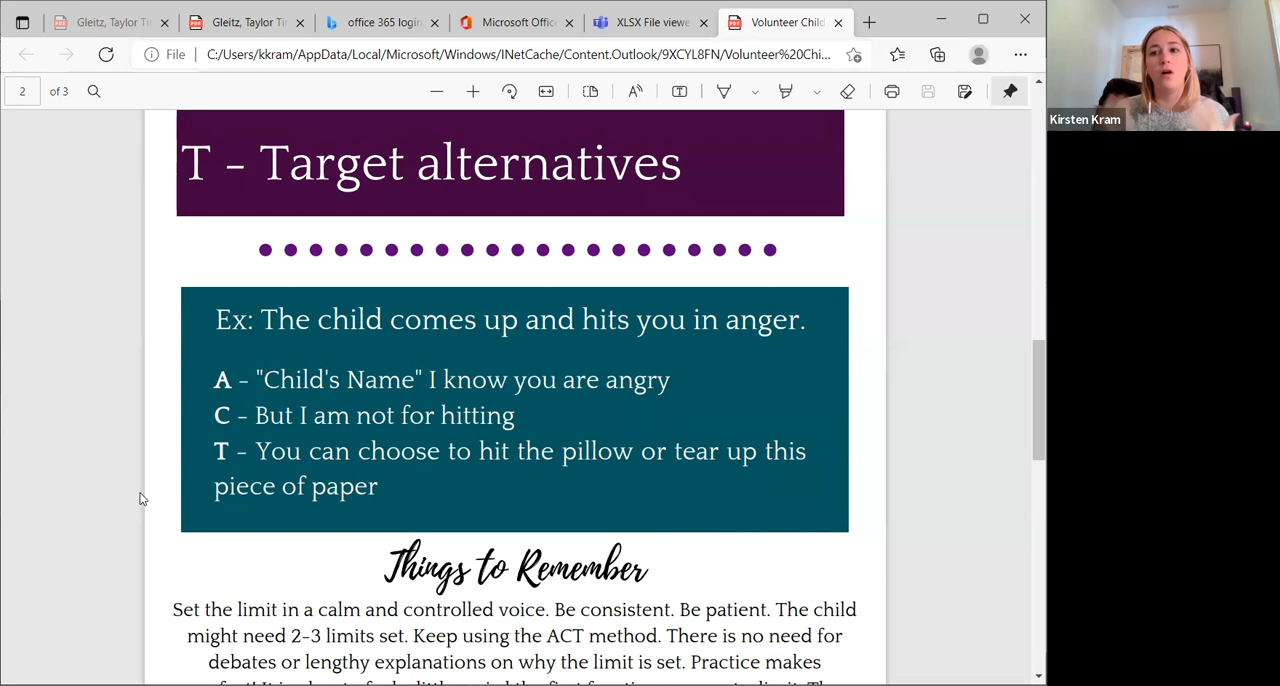 Gleitz, Taylor Ti
Gleitz, Taylor Ti
office 365 login
Microsoft Offic
XLSX File viewe
Volunteer Child
File
C:/Users/kkram/AppData/Local/Microsoft/Windows/INetCache/Content.Outlook/9XCYL8FN/Volunteer%20Chi...
2 of 3
Kirsten Kram
T - Target alternatives
Ex: The child comes up and hits you in anger.
A - "Child's Name" I know you are angry
C - But I am not for hitting
T - You can choose to hit the pillow or tear up this
piece of paper
Things to Remember
Set the limit in a calm and controlled voice. Be consistent. Be patient. The child
might need 2-3 limits set. Keep using the ACT method. There is no need for
debates or lengthy explanations on why the limit is set. Practice makes